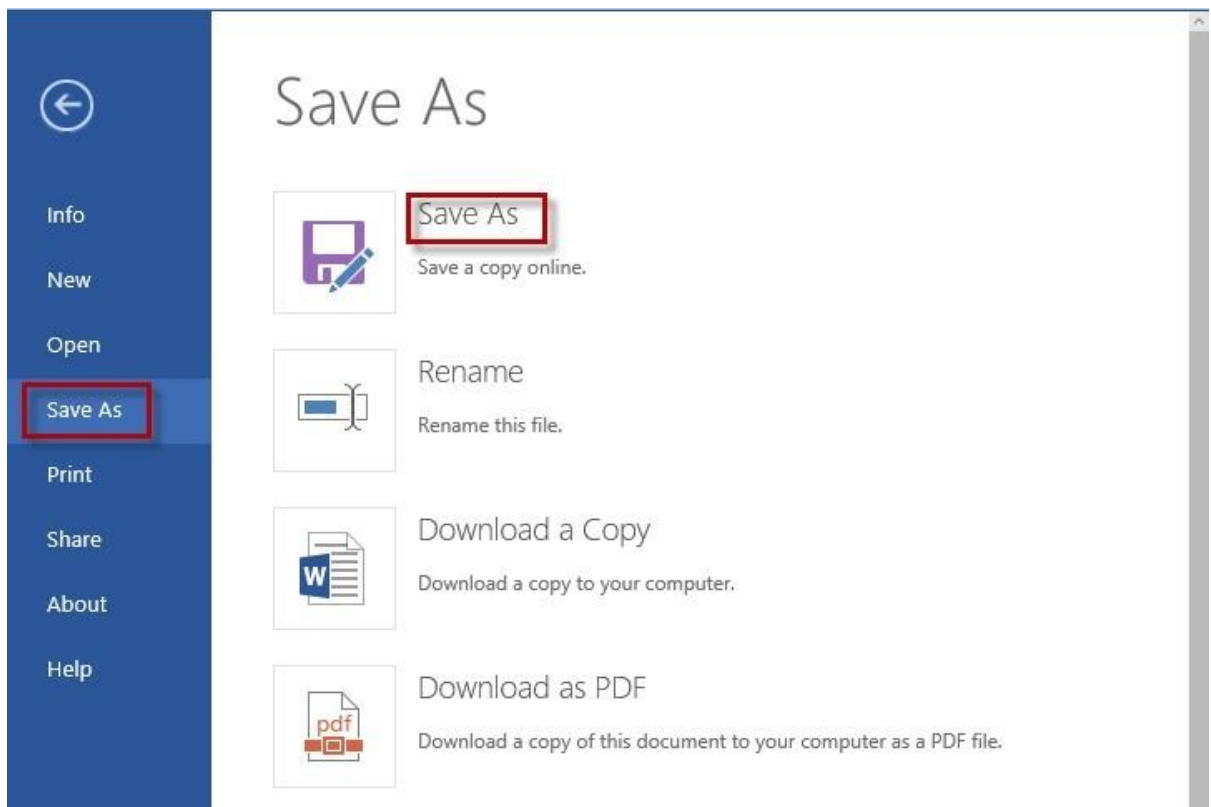 Save As
Info
New
Open
Save As
Print
Share
About
Help
Save As
Save a copy online.
Rename
Rename this file.
W
Download a Copy
Download a copy to your computer.
pdf
Download as PDF
Download a copy of this document to your computer as a PDF file.